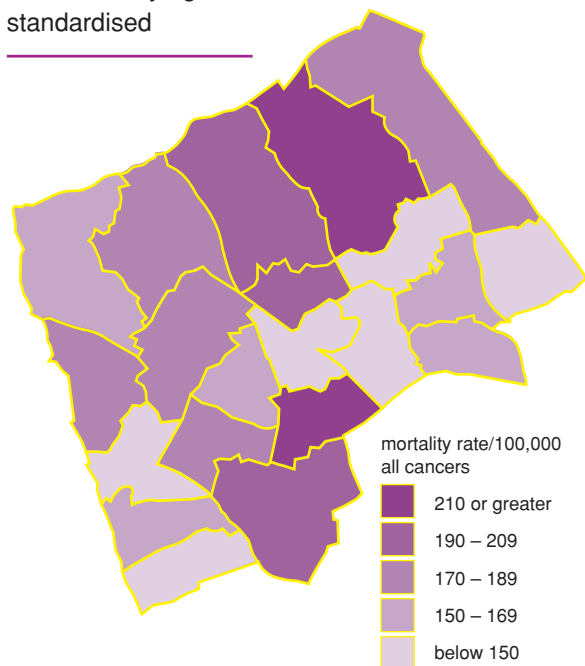 standardised
mortality rate/100,000
all cancers
210 or greater
190 – 209
170 – 189
150 – 169
below 150